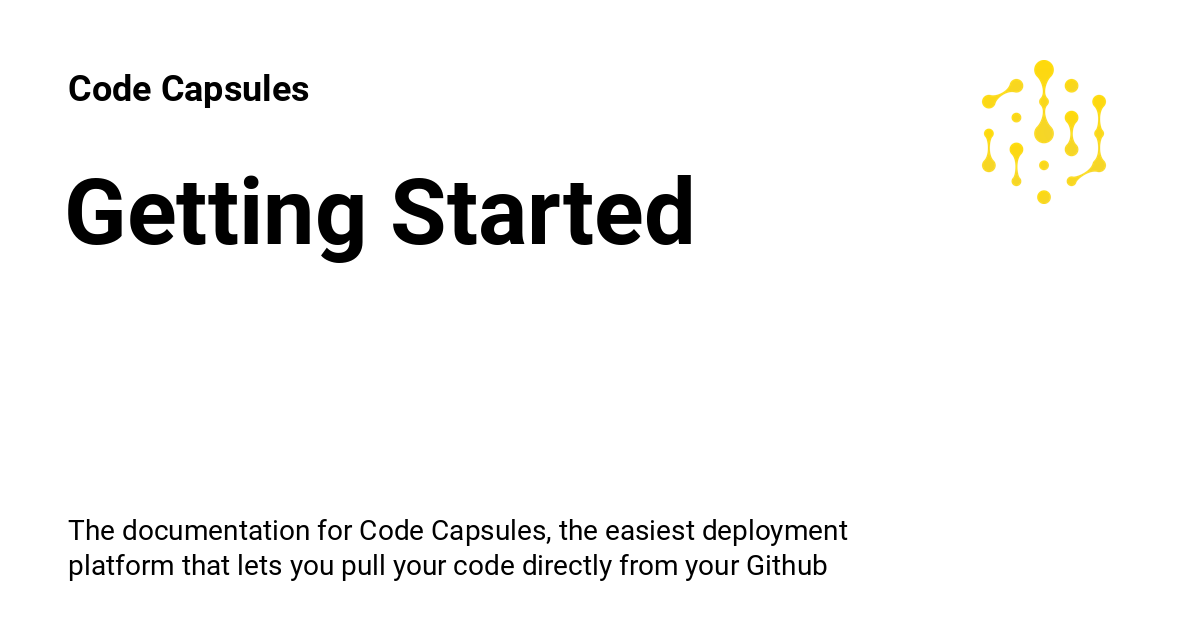 Code Capsules
Getting Started
The documentation for Code Capsules, the easiest deployment
platform that lets you pull your code directly from your Github